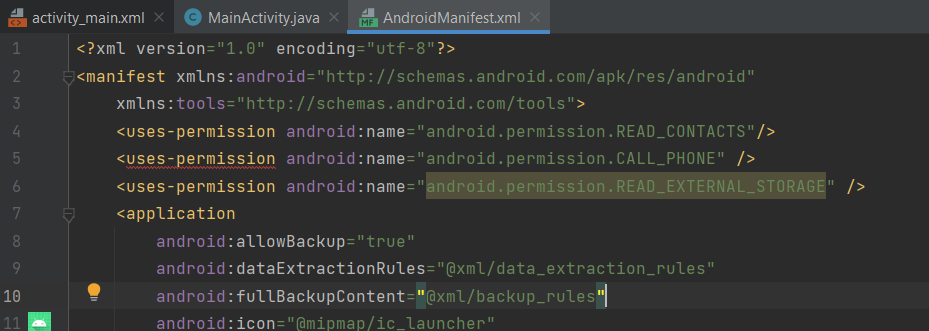 activity_main.xml MainActivity.java AndroidManifest.xml
1 <?xml version="1.0" encoding="utf-8"?>
2 <manifest xmlns:android="http://schemas.android.com/apk/res/android"
3 xmlns:tools="http://schemas.android.com/tools">
4 <uses-permission android:name="android.permission.READ_CONTACTS"/>
5 <uses-permission android:name="android.permission.CALL_PHONE" />
6 <uses-permission android:name="android.permission.READ_EXTERNAL_STORAGE" />
7 <application
8 android:allowBackup="true"
9 android:dataExtractionRules="@xml/data_extraction_rules"
10 android:fullBackupContent="@xml/backup_rules"
11 android:icon="@mipmap/ic_launcher"